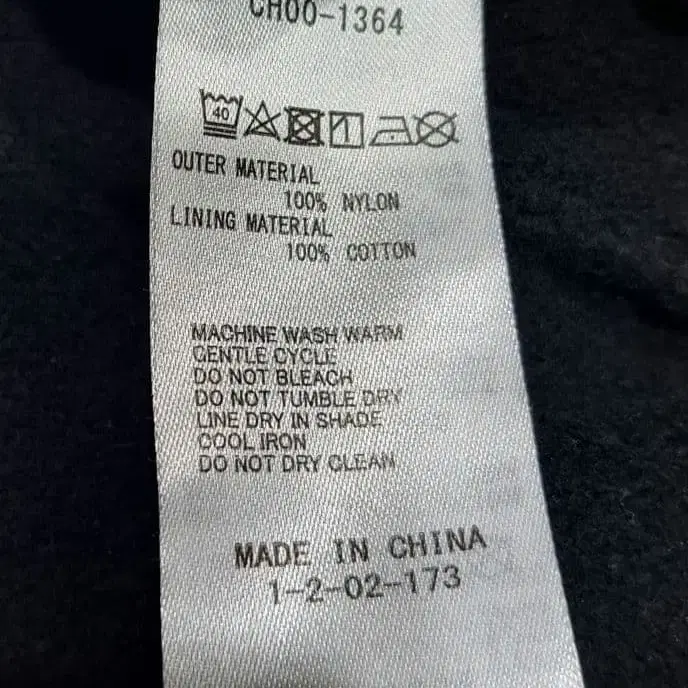 CH00-1364
40
OUTER MATERIAL
100% NYLON
LINING MATERIAL
100% COTTON
MACHINE WASH WARM
GENTLE CYCLE
DO NOT BLEACH
DO NOT TUMBLE DRY
LINE DRY IN SHADE
COOL IRON
DO NOT DRY CLEAN
MADE IN CHINA
1-2-02-173